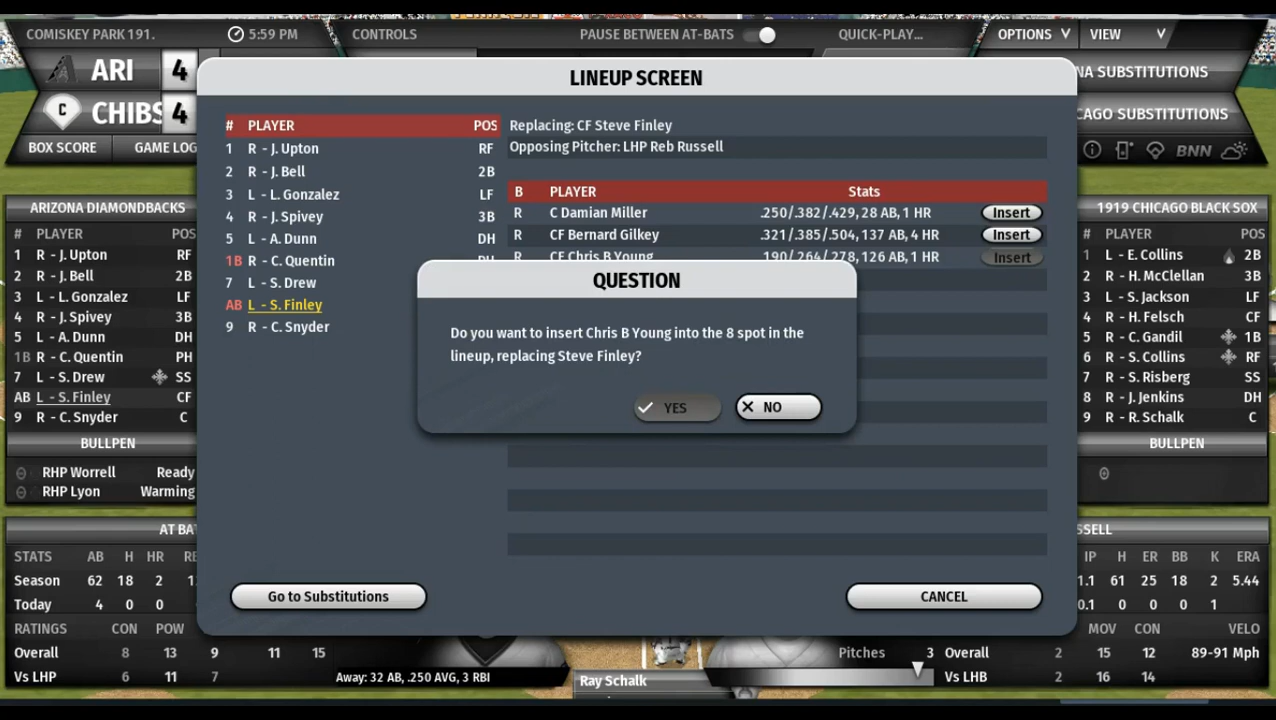 COMISKEY PARK 191.
5:59 PM
CONTROLS
PAUSE BETWEEN AT-BATS
QUICK-PLAY...
OPTIONS
VIEW
ARI 4
C CHIBS 4
BOX SCORE
GAME LOG
NA SUBSTITUTIONS
CAGO SUBSTITUTIONS
BNN
LINEUP SCREEN
# PLAYER POS
1 R - J. Upton RF
2 R - J. Bell 2B
3 L - L. Gonzalez LF
4 R - J. Spivey 3B
5 L - A. Dunn DH
1B R - C. Quentin PH
7 L - S. Drew
AB L - S. Finley
9 R - C. Snyder
Replacing: CF Steve Finley
Opposing Pitcher: LHP Reb Russell
B PLAYER Stats
R C Damian Miller .250/.382/.429, 28 AB, 1 HR Insert
R CF Bernard Gilkey .321/.385/.504, 137 AB, 4 HR Insert
R CF Chris B Young .190/.264/.278, 126 AB, 1 HR Insert
QUESTION
Do you want to insert Chris B Young into the 8 spot in the
lineup, replacing Steve Finley?
YES
NO
Go to Substitutions
CANCEL
ARIZONA DIAMONDBACKS
# PLAYER POS
1 R - J. Upton RF
2 R - J. Bell 2B
3 L - L. Gonzalez LF
4 R - J. Spivey 3B
5 L - A. Dunn DH
1B R - C. Quentin PH
7 L - S. Drew SS
AB L - S. Finley CF
9 R - C. Snyder C
BULLPEN
RHP Worrell Ready
RHP Lyon Warming
1919 CHICAGO BLACK SOX
# PLAYER POS
1 L - E. Collins 2B
2 R - H. McClellan 3B
3 L - S. Jackson LF
4 R - H. Felsch CF
5 R - C. Gandil 1B
6 R - S. Collins RF
7 R - S. Risberg SS
8 R - J. Jenkins DH
9 R - R. Schalk C
BULLPEN
AT BA
STATS AB H HR
Season 62 18 2 1
Today 4 0 0
RATINGS CON POW
Overall 8 13 9 11 15
Vs LHP 6 11 7
Away: 32 AB, .250 AVG, 3 RBI
Ray Schalk
SSELL
IP H ER BB K ERA
1.1 61 25 18 2 5.44
0.1 0 0 0 1
MOV CON VELO
Pitches 3 Overall 2 15 12 89-91 Mph
Vs LHB 2 16 14